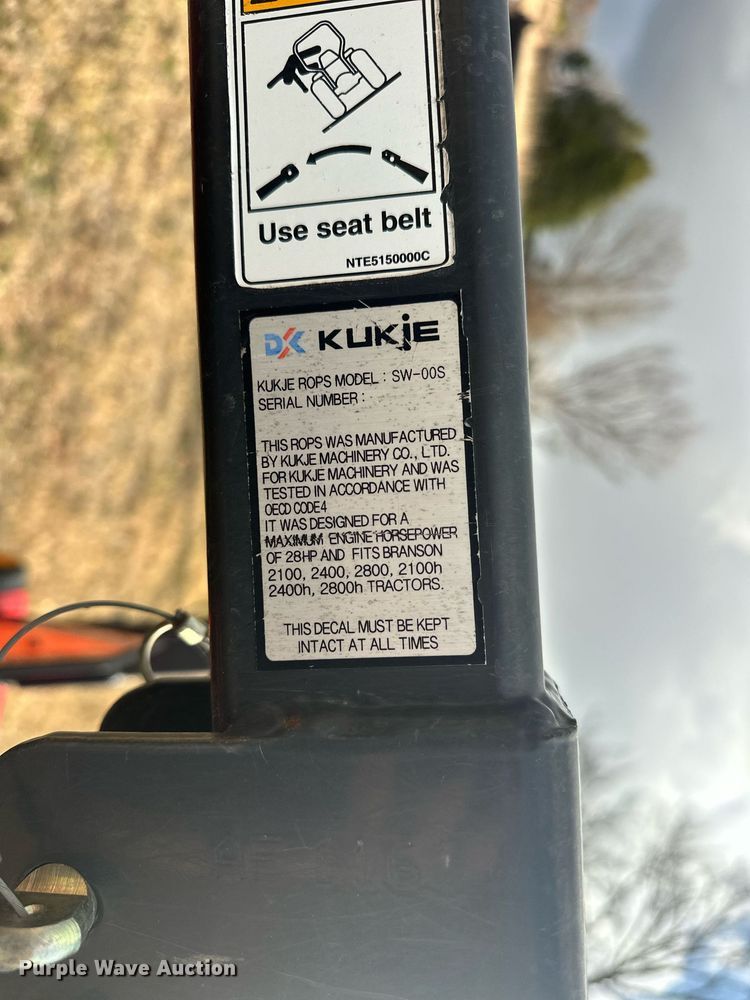 Use seat belt
NTE5150000C
DK KUKJE
KUKJE ROPS MODEL : SW-00S
SERIAL NUMBER :
THIS ROPS WAS MANUFACTURED
BY KUKJE MACHINERY CO., LTD.
FOR KUKJE MACHINERY AND WAS
TESTED IN ACCORDANCE WITH
OECD CODE4
IT WAS DESIGNED FOR A
MAXIMUM ENGINE HORSEPOWER
OF 28HP AND FITS BRANSON
2100, 2400, 2800, 2100h
2400h, 2800h TRACTORS.
THIS DECAL MUST BE KEPT
INTACT AT ALL TIMES
Purple Wave Auction